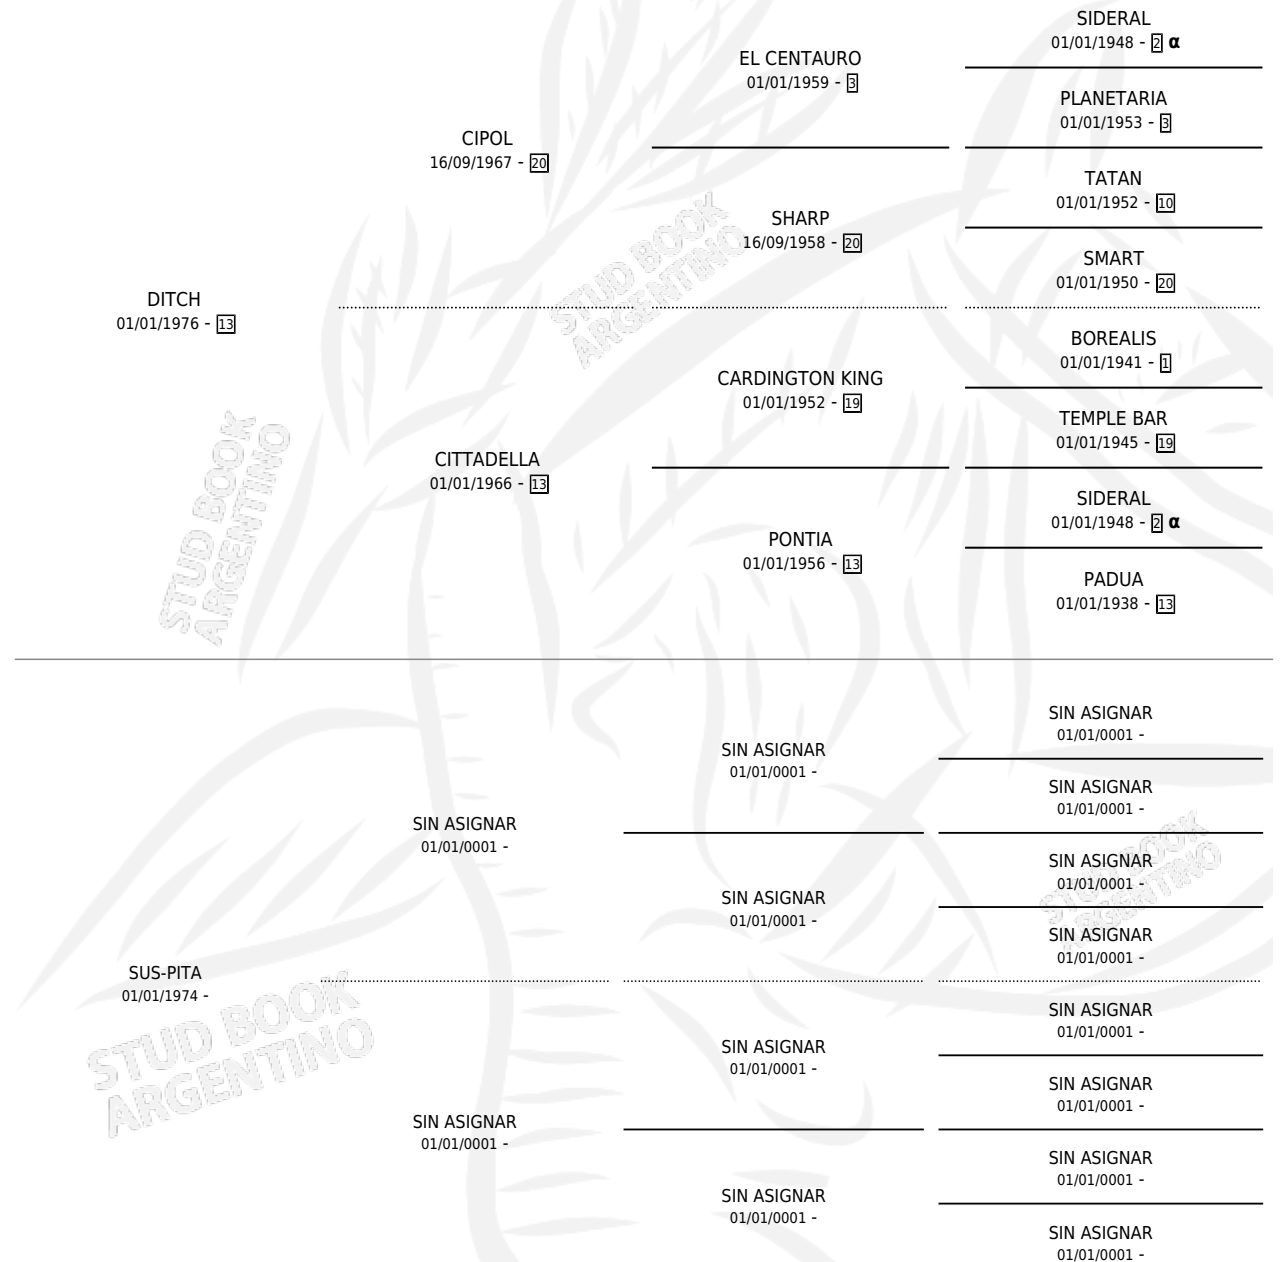 SIDERAL
01/01/1948 - 2 α
EL CENTAURO
01/01/1959 - 3
PLANETARIA
01/01/1953 - 3
CIPOL
16/09/1967 - 20
TATAN
01/01/1952 - 10
SHARP
16/09/1958 - 20
SMART
01/01/1950 - 20
DITCH
01/01/1976 - 13
BOREALIS
01/01/1941 - 1
CARDINGTON KING
01/01/1952 - 19
TEMPLE BAR
01/01/1945 - 19
CITTADELLA
01/01/1966 - 13
SIDERAL
01/01/1948 - 2 α
PONTIA
01/01/1956 - 13
PADUA
01/01/1938 - 13
STUD BOOK
ARGENTINO
STUD BOOK
ARGENTINO
SIN ASIGNAR
01/01/0001 -
SIN ASIGNAR
01/01/0001 -
SIN ASIGNAR
01/01/0001 -
SIN ASIGNAR
01/01/0001 -
SIN ASIGNAR
01/01/0001 -
SIN ASIGNAR
01/01/0001 -
SIN ASIGNAR
01/01/0001 -
SUS-PITA
01/01/1974 -
SIN ASIGNAR
01/01/0001 -
SIN ASIGNAR
01/01/0001 -
SIN ASIGNAR
01/01/0001 -
SIN ASIGNAR
01/01/0001 -
SIN ASIGNAR
01/01/0001 -
SIN ASIGNAR
01/01/0001 -
SIN ASIGNAR
01/01/0001 -
STUD BOOK
ARGENTINO
STUD BOOK
ARGENTINO